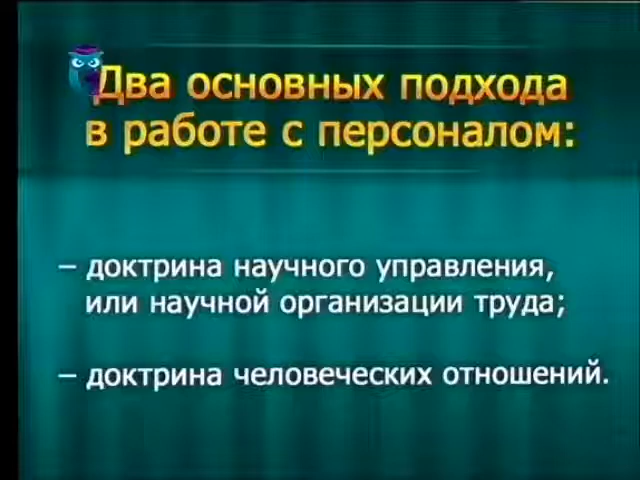 Два основных подхода
в работе с персоналом:
– доктрина научного управления,
или научной организации труда;
– доктрина человеческих отношений.